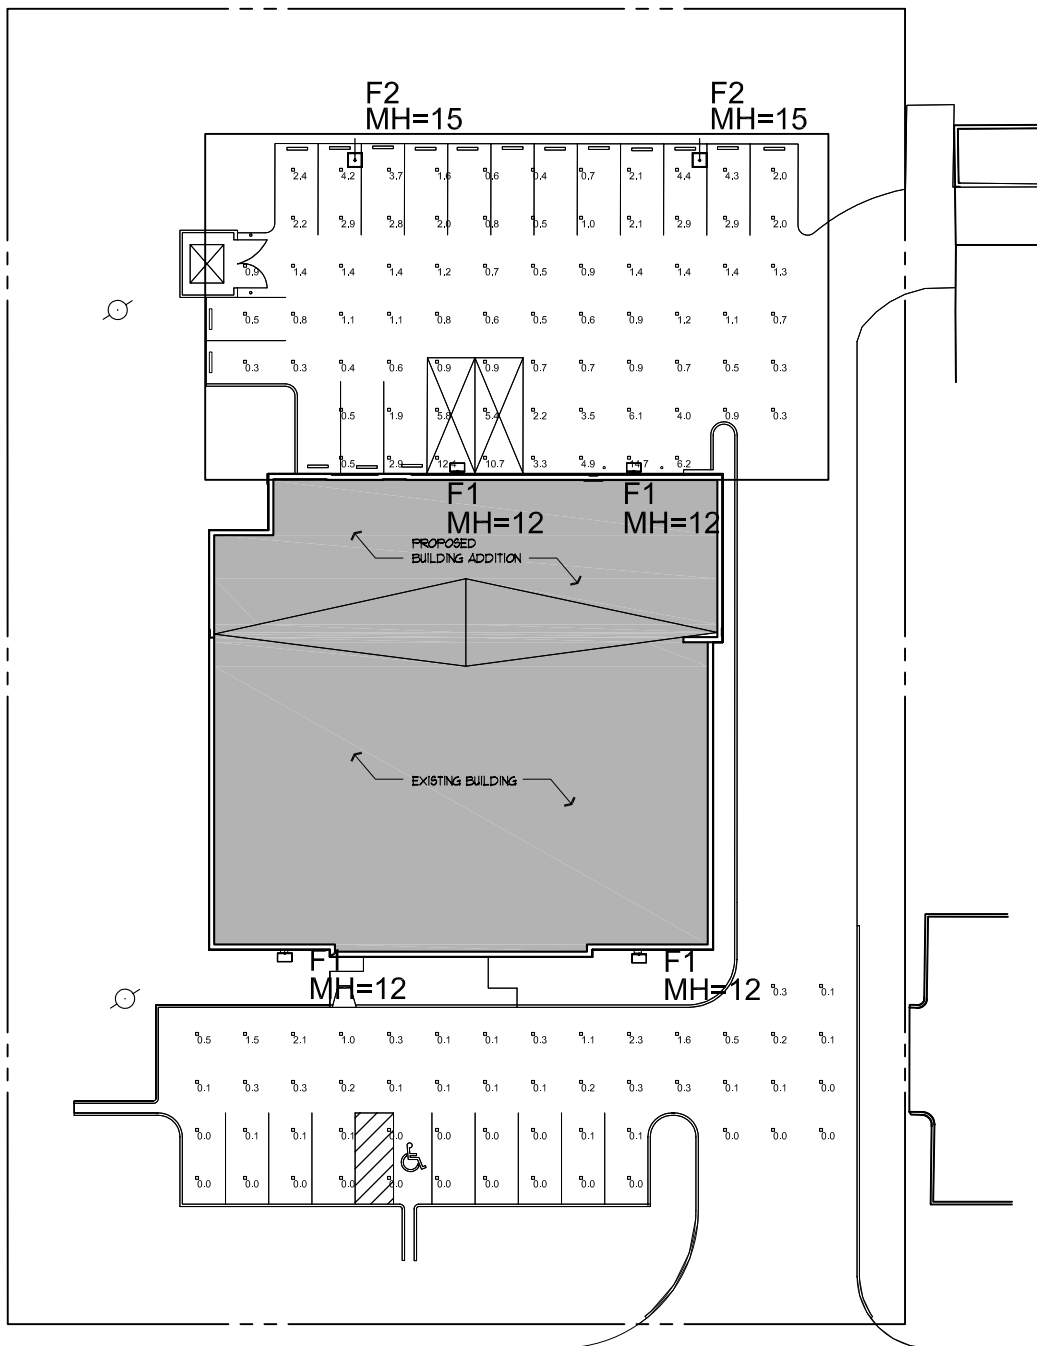 F2 F2
MH=15 MH=15
2.4 4.2 3.7 1.6 0.6 0.4 0.7 2.1 4.4 4.3 2.0
2.2 2.9 2.8 2.0 0.8 0.5 1.0 2.1 2.9 2.9 2.0
0.9 1.4 1.4 1.4 1.2 0.7 0.5 0.9 1.4 1.4 1.4 1.3
0.5 0.8 1.1 1.1 0.8 0.6 0.5 0.6 0.9 1.2 1.1 0.7
0.3 0.3 0.4 0.6 0.9 0.9 0.7 0.7 0.9 0.7 0.5 0.3
0.5 1.9 5.8 5.4 2.2 3.5 6.1 4.0 0.9 0.3
0.5 2.9 12.4 10.7 3.3 4.9 14.7 6.2
F1 F1
MH=12 MH=12
PROPOSED
BUILDING ADDITION
EXISTING BUILDING
F1 F1
MH=12 MH=12 0.3 0.1
0.5 1.5 2.1 1.0 0.3 0.1 0.1 0.3 1.1 2.3 1.6 0.5 0.2 0.1
0.1 0.3 0.3 0.2 0.1 0.1 0.1 0.1 0.2 0.3 0.3 0.1 0.1 0.0
0.0 0.1 0.1 0.1 0.0 0.0 0.0 0.0 0.1 0.1 0.0 0.0 0.0
0.0 0.0 0.0 0.0 0.0 0.0 0.0 0.0 0.0 0.0